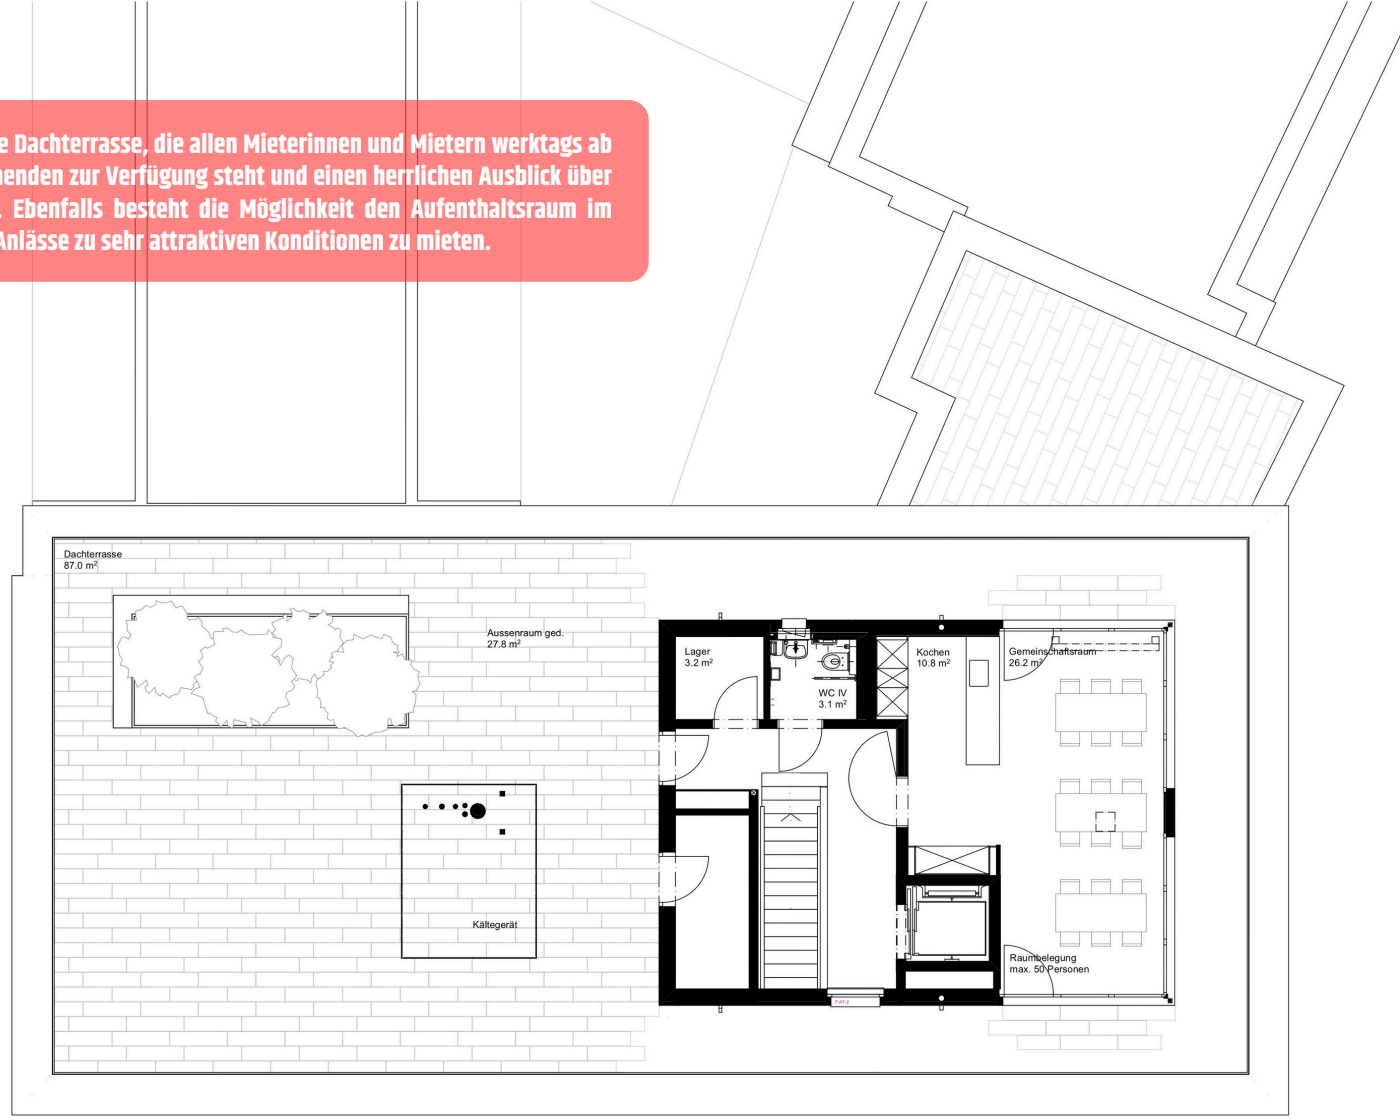 e Dachterrasse, die allen Mieterinnen und Mietern werktags ab
enden zur Verfügung steht und einen herrlichen Ausblick über
. Ebenfalls besteht die Möglichkeit den Aufenthaltsraum im
Anlässe zu sehr attraktiven Konditionen zu mieten.
Dachterrasse
87.0 m²
Aussenraum ged.
27.8 m²
Lager
3.2 m²
WC IV
3.1 m²
Kochen
10.8 m²
Gemeinschaftsraum
26.2 m²
Kältegerät
Raumbelegung
max. 50 Personen
F-AT-2